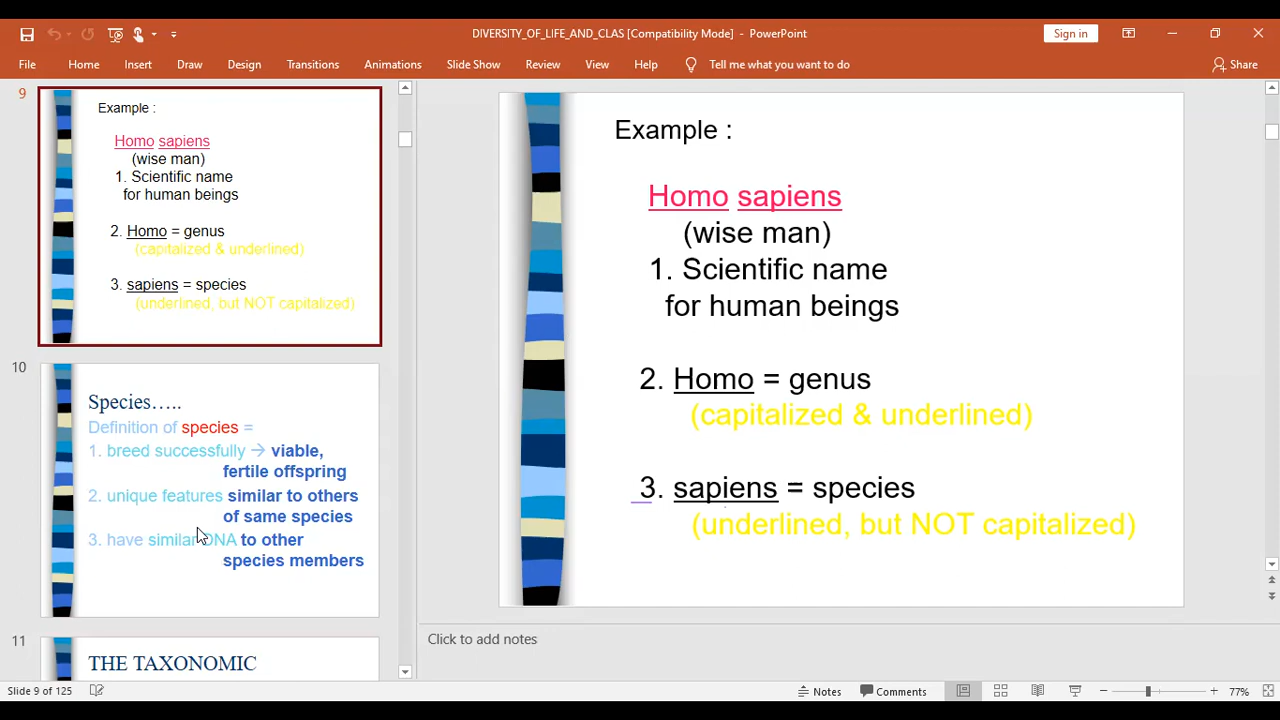 DIVERSITY_OF_LIFE_AND_CLAS [Compatibility Mode] - PowerPoint
Sign in
File Home Insert Draw Design Transitions Animations Slide Show Review View Help Tell me what you want to do Share
9
Example :
Homo sapiens
(wise man)
1. Scientific name
for human beings
2. Homo = genus
(capitalized & underlined)
3. sapiens = species
(underlined, but NOT capitalized)
10
Species…..
Definition of species =
1. breed successfully → viable,
fertile offspring
2. unique features similar to others
of same species
3. have similar DNA to other
species members
11
THE TAXONOMIC
Example :
Homo sapiens
(wise man)
1. Scientific name
for human beings
2. Homo = genus
(capitalized & underlined)
3. sapiens = species
(underlined, but NOT capitalized)
Click to add notes
Slide 9 of 125
Notes
Comments
77%